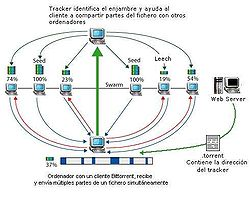 Tracker identifica el enjambre y ayuda al
cliente a compartir partes del fichero con otros
ordenadores
Seed Seed Leech
74% 100% 23% 100% 19% 54%
Swarm
Web Server
.torrent
Contiene la dirección
del tracker
37%
Ordenador con un cliente Bittorrent, recibe
y envía múltiples partes de un fichero simultáneamente